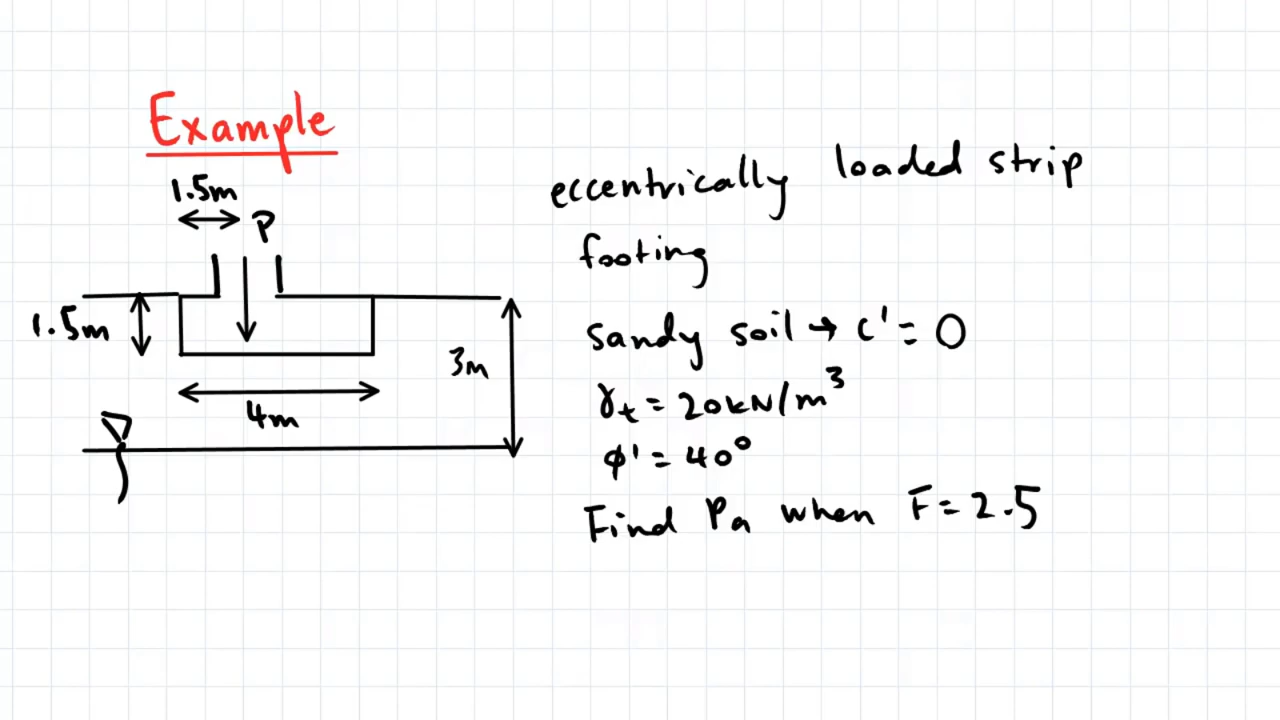 Example
1.5m
P
1.5m
3m
4m
eccentrically loaded strip
footing
sandy soil → c' = 0
γt = 20kN/m³
φ' = 40°
Find Pa when F = 2.5